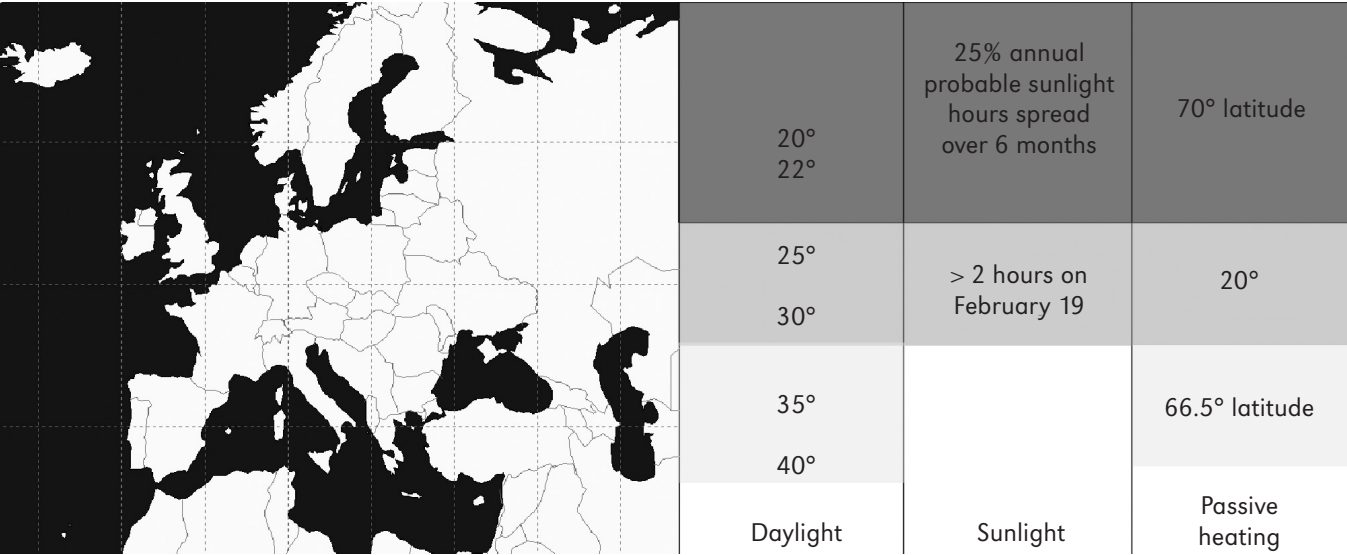 20°
22°
25% annual
probable sunlight
hours spread
over 6 months
70° latitude
25°
30°
> 2 hours on
February 19
20°
35°
40°
66.5° latitude
Daylight
Sunlight
Passive
heating